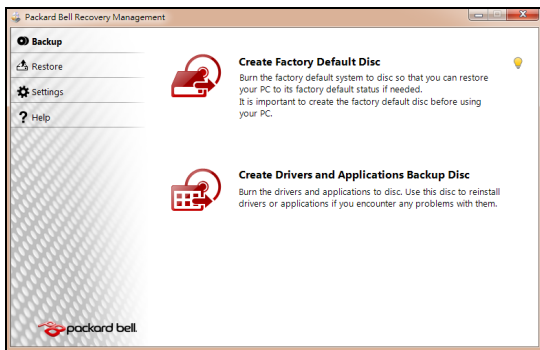 Packard Bell Recovery Management
Backup
Restore
Settings
Help
Create Factory Default Disc
Burn the factory default system to disc so that you can restore
your PC to its factory default status if needed.
It is important to create the factory default disc before using
your PC.
Create Drivers and Applications Backup Disc
Burn the drivers and applications to disc. Use this disc to reinstall
drivers or applications if you encounter any problems with them.
packard bell.